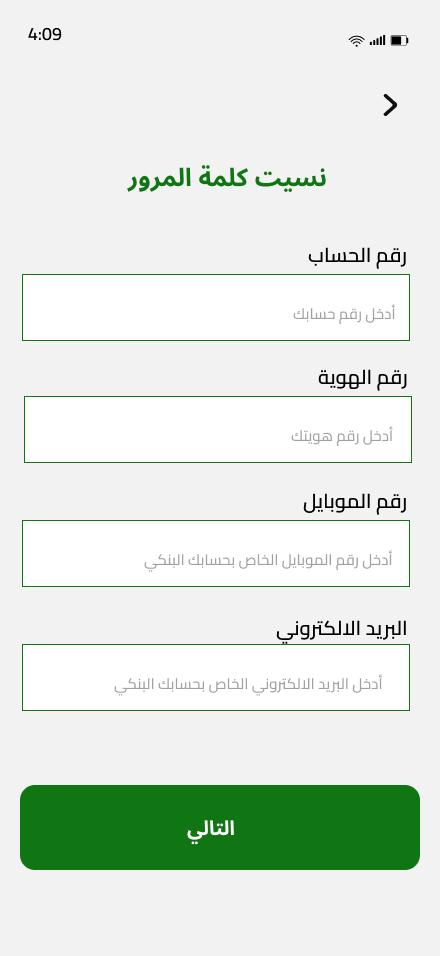 4:09
نسيت كلمة المرور
رقم الحساب
أدخل رقم حسابك
رقم الهوية
أدخل رقم هويتك
رقم الموبايل
أدخل رقم الموبايل الخاص بحسابك البنكي
البريد الالكتروني
أدخل البريد الالكتروني الخاص بحسابك البنكي
التالي